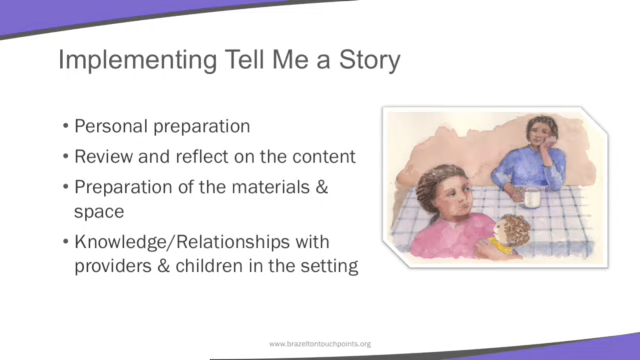 Implementing Tell Me a Story
• Personal preparation
• Review and reflect on the content
• Preparation of the materials &
space
• Knowledge/Relationships with
providers & children in the setting
www.brazeltontouchpoints.org